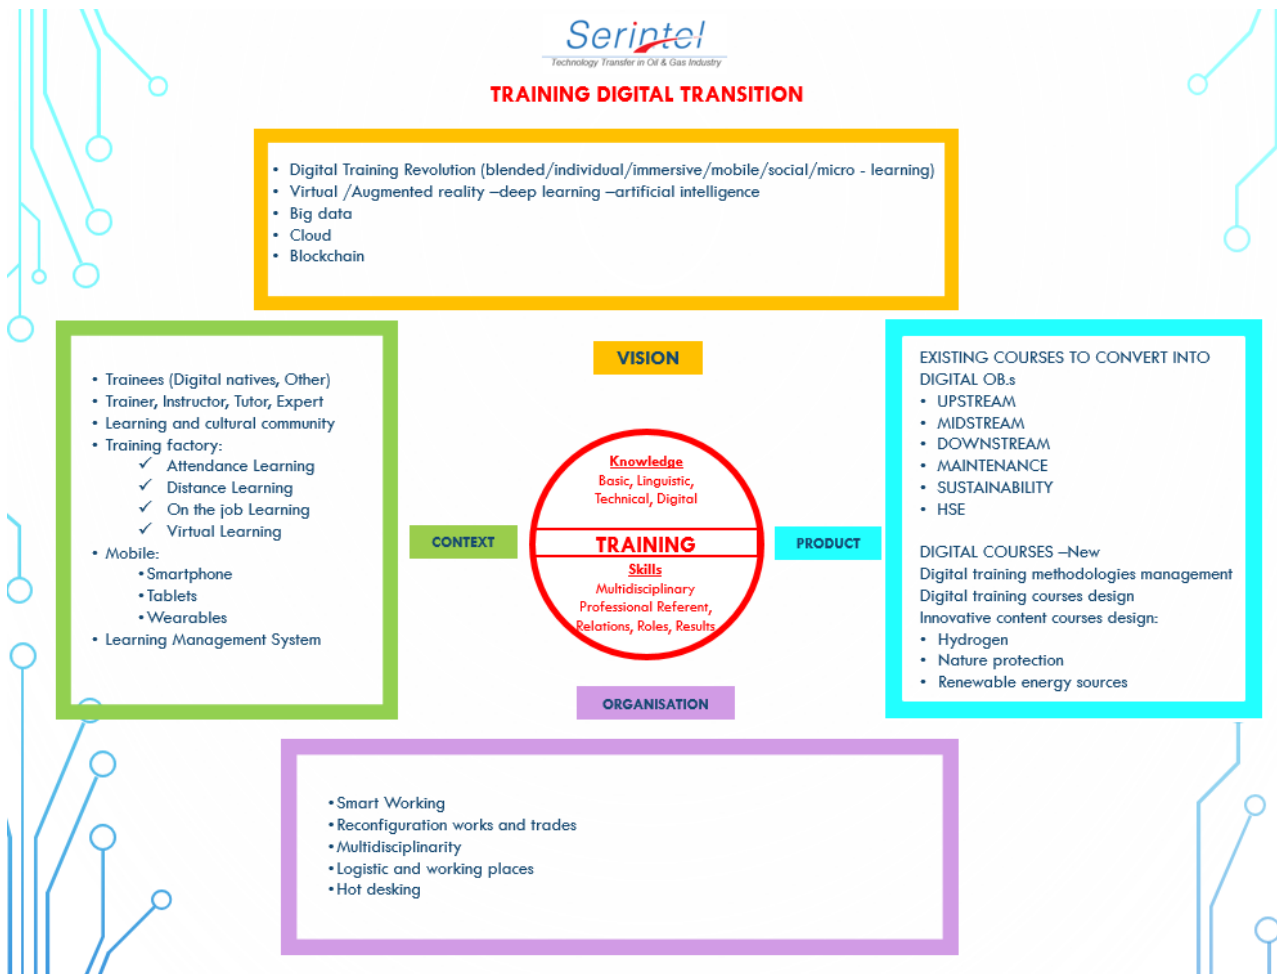 Serintel
Technology Transfer in Oil & Gas Industry
TRAINING DIGITAL TRANSITION
• Digital Training Revolution (blended/individual/immersive/mobile/social/micro - learning)
• Virtual /Augmented reality –deep learning –artificial intelligence
• Big data
• Cloud
• Blockchain
VISION
• Trainees (Digital natives, Other)
• Trainer, Instructor, Tutor, Expert
• Learning and cultural community
• Training factory:
✓ Attendance Learning
✓ Distance Learning
✓ On the job Learning
✓ Virtual Learning
• Mobile:
•Smartphone
•Tablets
•Wearables
• Learning Management System
CONTEXT
Knowledge
Basic, Linguistic,
Technical, Digital
TRAINING
Skills
Multidisciplinary
Professional Referent,
Relations, Roles, Results
PRODUCT
EXISTING COURSES TO CONVERT INTO
DIGITAL OB.s
• UPSTREAM
• MIDSTREAM
• DOWNSTREAM
• MAINTENANCE
• SUSTAINABILITY
• HSE
DIGITAL COURSES –New
Digital training methodologies management
Digital training courses design
Innovative content courses design:
• Hydrogen
• Nature protection
• Renewable energy sources
ORGANISATION
•Smart Working
•Reconfiguration works and trades
•Multidisciplinarity
•Logistic and working places
•Hot desking